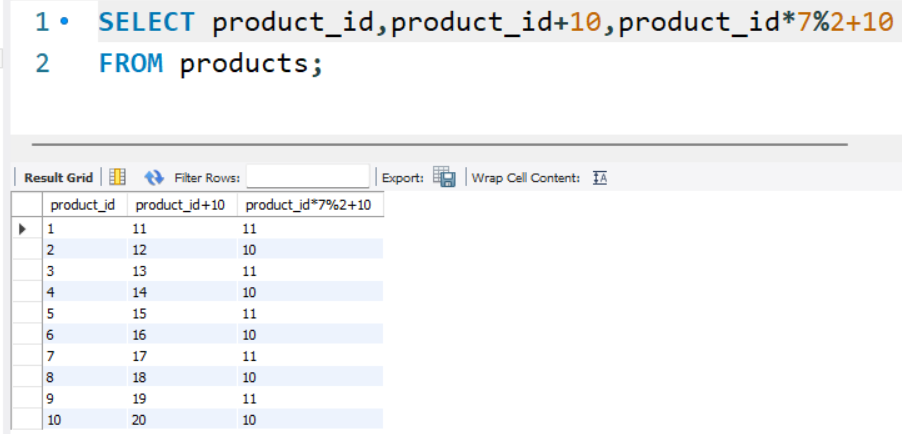 1 SELECT product_id,product_id+10,product_id*7%2+10
2 FROM products;
Result Grid Filter Rows: Export: Wrap Cell Content: IA
product_id product_id+10 product_id*7%2+10
1 11 11
2 12 10
3 13 11
4 14 10
5 15 11
6 16 10
7 17 11
8 18 10
9 19 11
10 20 10